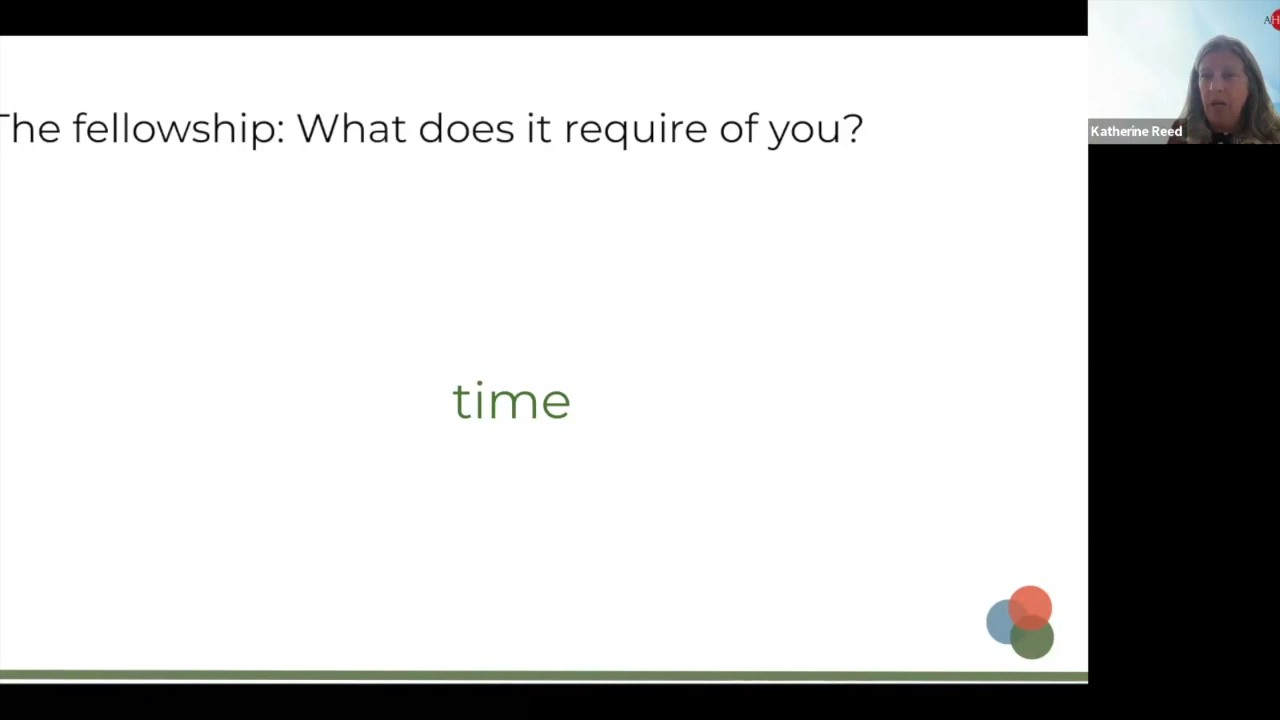 The fellowship: What does it require of you?
time
Katherine Reed